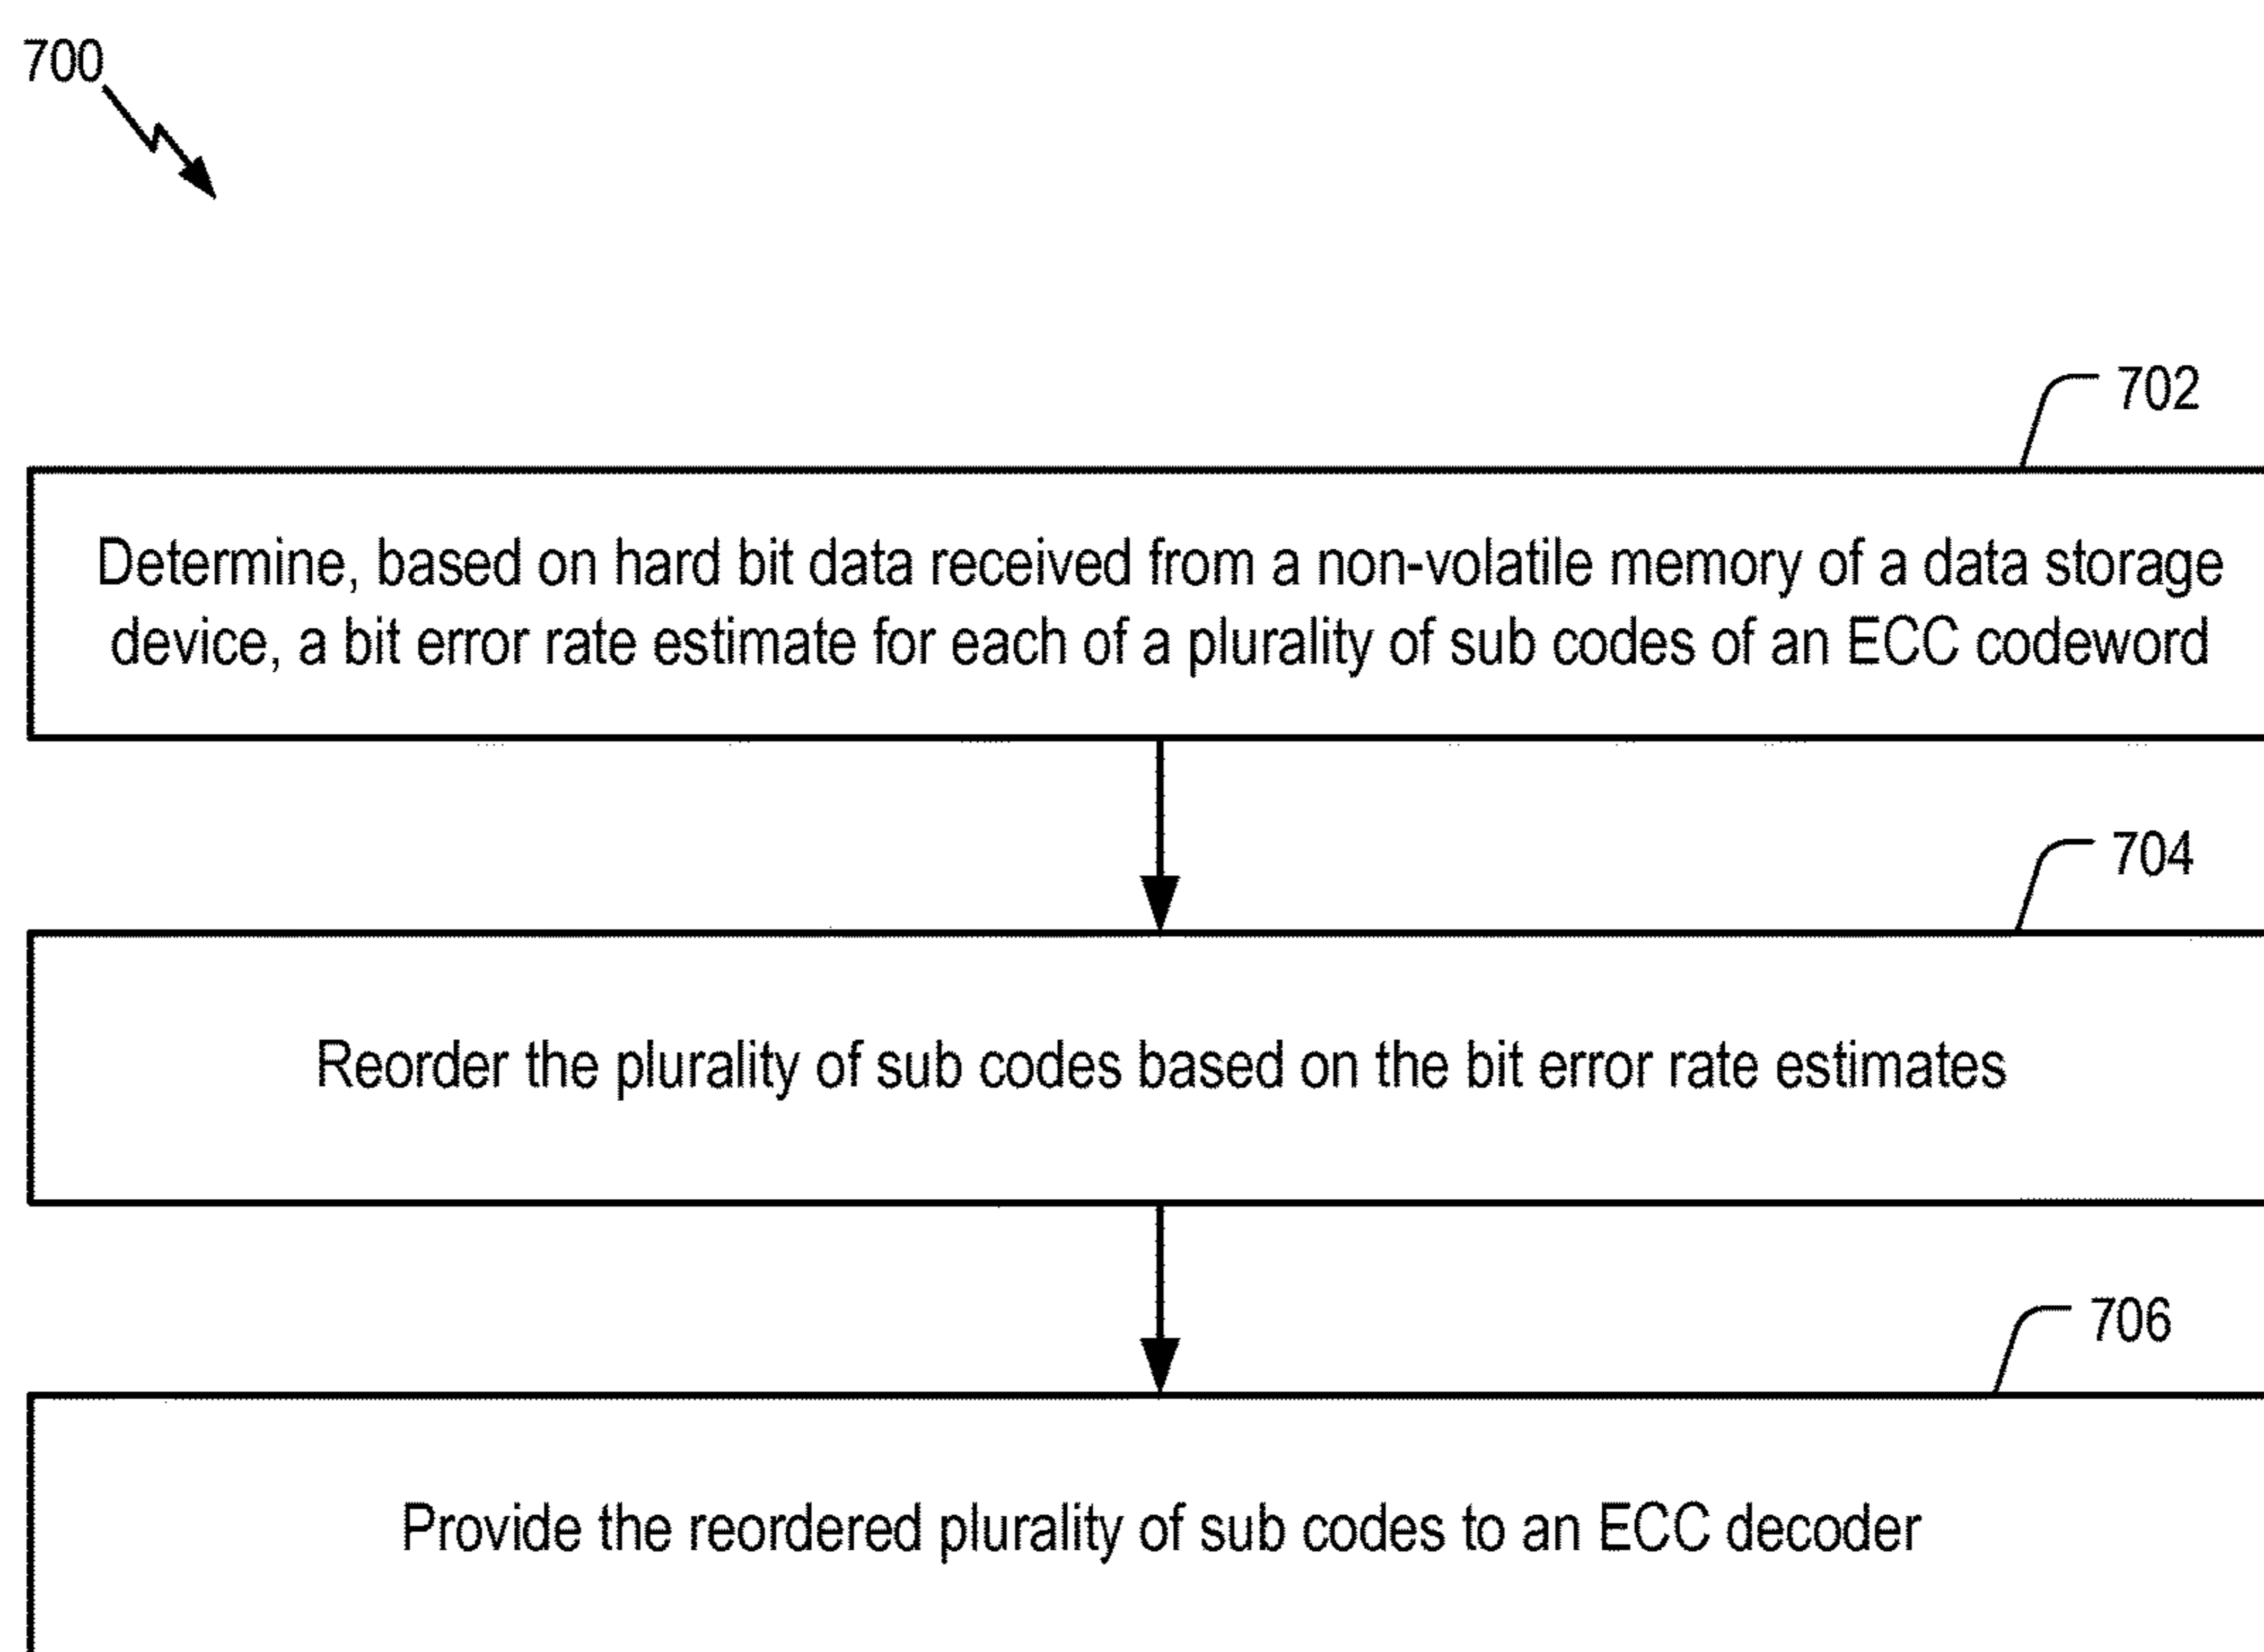 700
702
Determine, based on hard bit data received from a non-volatile memory of a data storage
device, a bit error rate estimate for each of a plurality of sub codes of an ECC codeword
704
Reorder the plurality of sub codes based on the bit error rate estimates
706
Provide the reordered plurality of sub codes to an ECC decoder